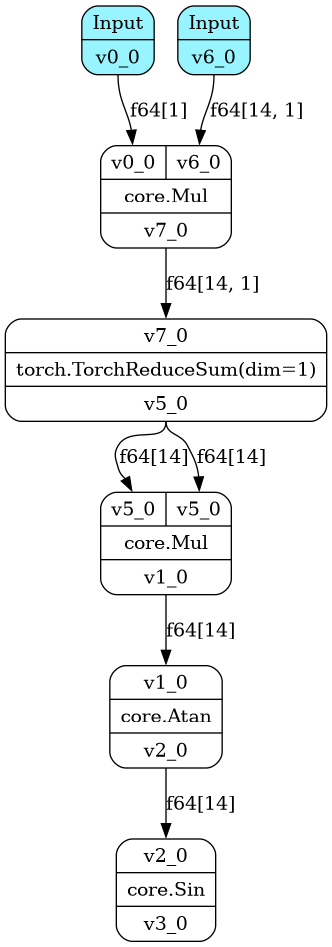 Input Input
v0_0 v6_0
f64[1] f64[14, 1]
v0_0 v6_0
core.Mul
v7_0
f64[14, 1]
v7_0
torch.TorchReduceSum(dim=1)
v5_0
f64[14] f64[14]
v5_0 v5_0
core.Mul
v1_0
f64[14]
v1_0
core.Atan
v2_0
f64[14]
v2_0
core.Sin
v3_0